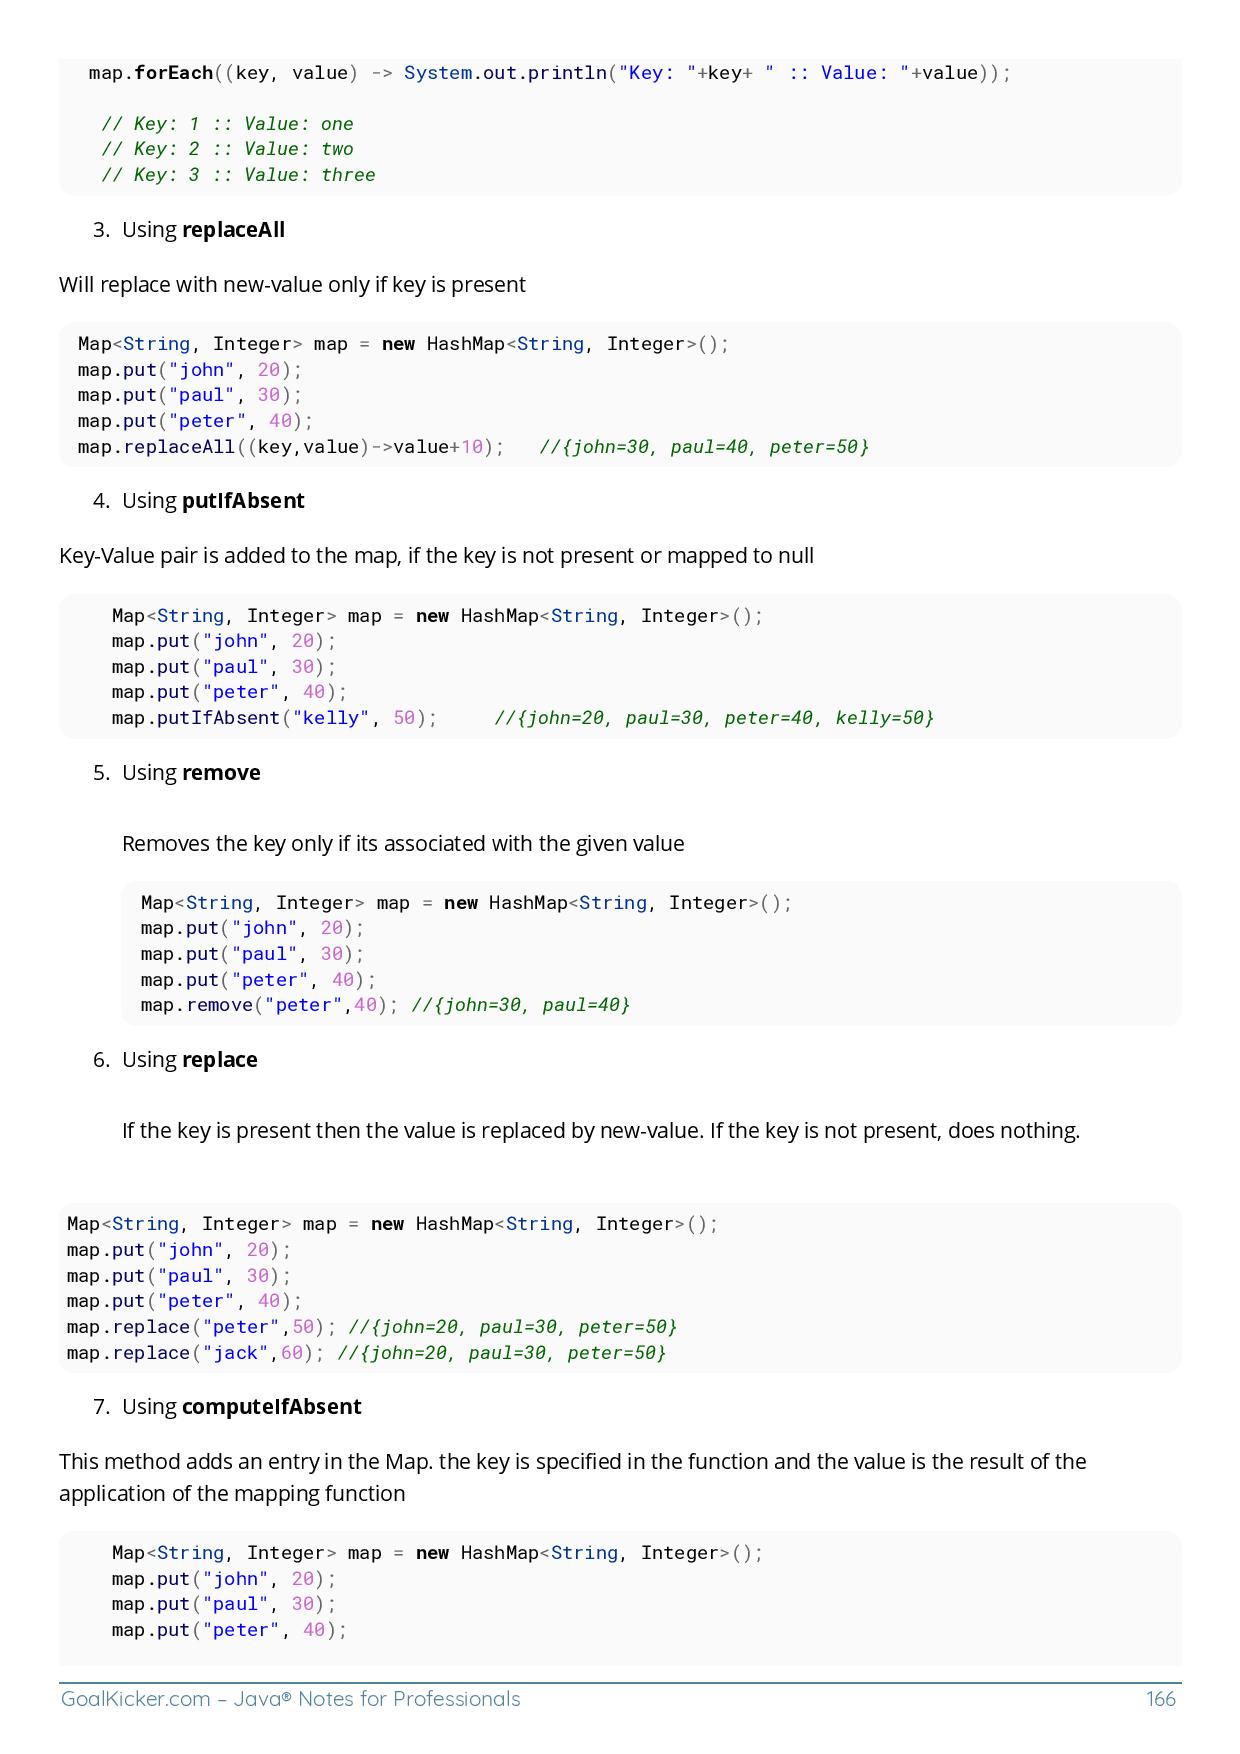 map.forEach((key, value) -> System.out.println("Key: "+key+ " :: Value: "+value));
// Key: 1 :: Value: one
// Key: 2 :: Value: two
// Key: 3 :: Value: three
3. Using replaceAll
Will replace with new-value only if key is present
Map<String, Integer> map = new HashMap<String, Integer>();
map.put("john", 20);
map.put("paul", 30);
map.put("peter", 40);
map.replaceAll((key,value)->value+10);   //{john=30, paul=40, peter=50}
4. Using putIfAbsent
Key-Value pair is added to the map, if the key is not present or mapped to null
Map<String, Integer> map = new HashMap<String, Integer>();
map.put("john", 20);
map.put("paul", 30);
map.put("peter", 40);
map.putIfAbsent("kelly", 50);     //{john=20, paul=30, peter=40, kelly=50}
5. Using remove
Removes the key only if its associated with the given value
Map<String, Integer> map = new HashMap<String, Integer>();
map.put("john", 20);
map.put("paul", 30);
map.put("peter", 40);
map.remove("peter",40); //{john=30, paul=40}
6. Using replace
If the key is present then the value is replaced by new-value. If the key is not present, does nothing.
Map<String, Integer> map = new HashMap<String, Integer>();
map.put("john", 20);
map.put("paul", 30);
map.put("peter", 40);
map.replace("peter",50); //{john=20, paul=30, peter=50}
map.replace("jack",60); //{john=20, paul=30, peter=50}
7. Using computeIfAbsent
This method adds an entry in the Map. the key is specified in the function and the value is the result of the
application of the mapping function
Map<String, Integer> map = new HashMap<String, Integer>();
map.put("john", 20);
map.put("paul", 30);
map.put("peter", 40);
GoalKicker.com – Java® Notes for Professionals 166